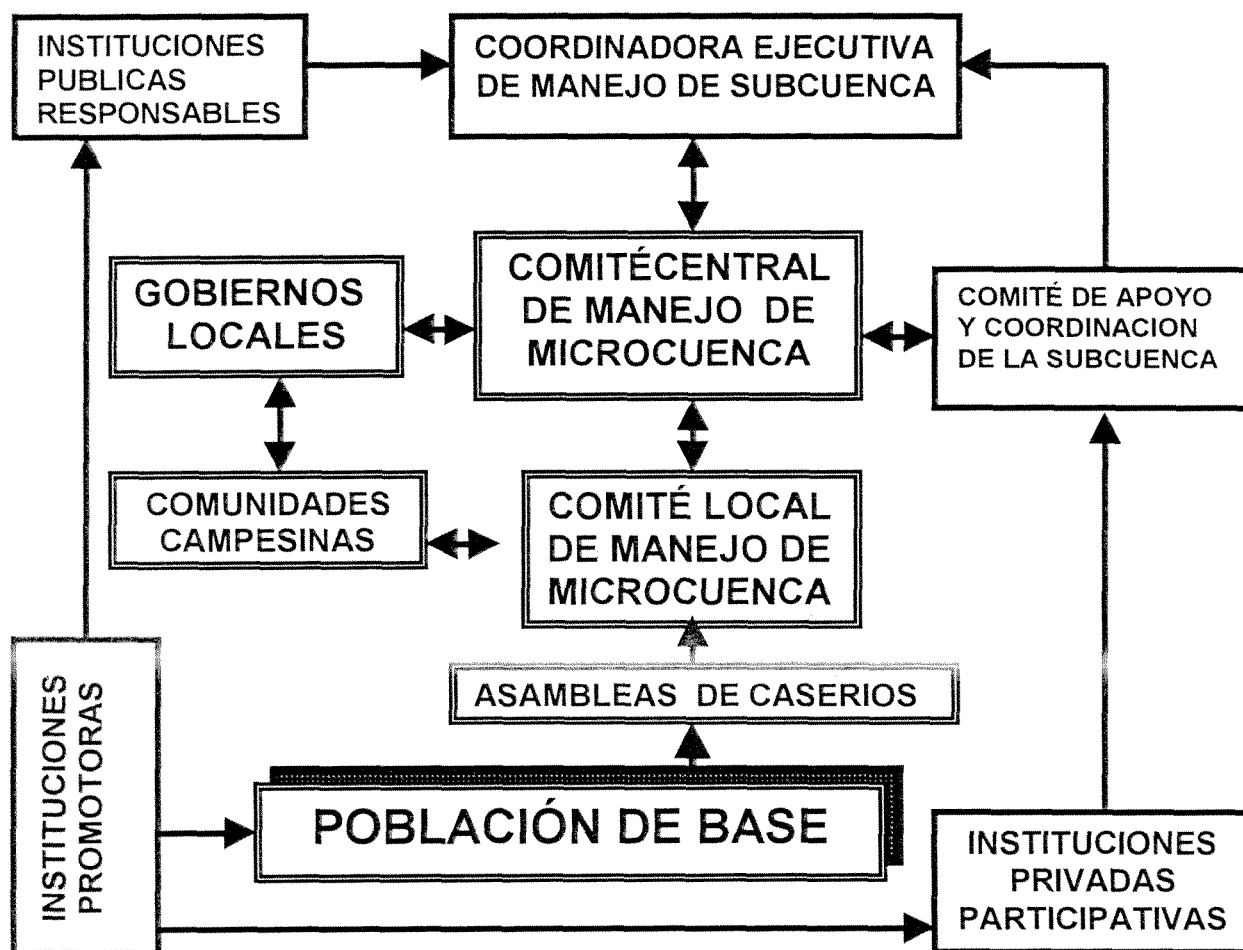 INSTITUCIONES
PUBLICAS
RESPONSABLES
COORDINADORA EJECUTIVA
DE MANEJO DE SUBCUENCA
GOBIERNOS
LOCALES
COMITÉCENTRAL
DE MANEJO DE
MICROCUENCA
COMITÉ DE APOYO
Y COORDINACION
DE LA SUBCUENCA
COMUNIDADES
CAMPESINAS
COMITÉ LOCAL
DE MANEJO DE
MICROCUENCA
ASAMBLEAS DE CASERIOS
INSTITUCIONES
PROMOTORAS
POBLACIÓN DE BASE
INSTITUCIONES
PRIVADAS
PARTICIPATIVAS